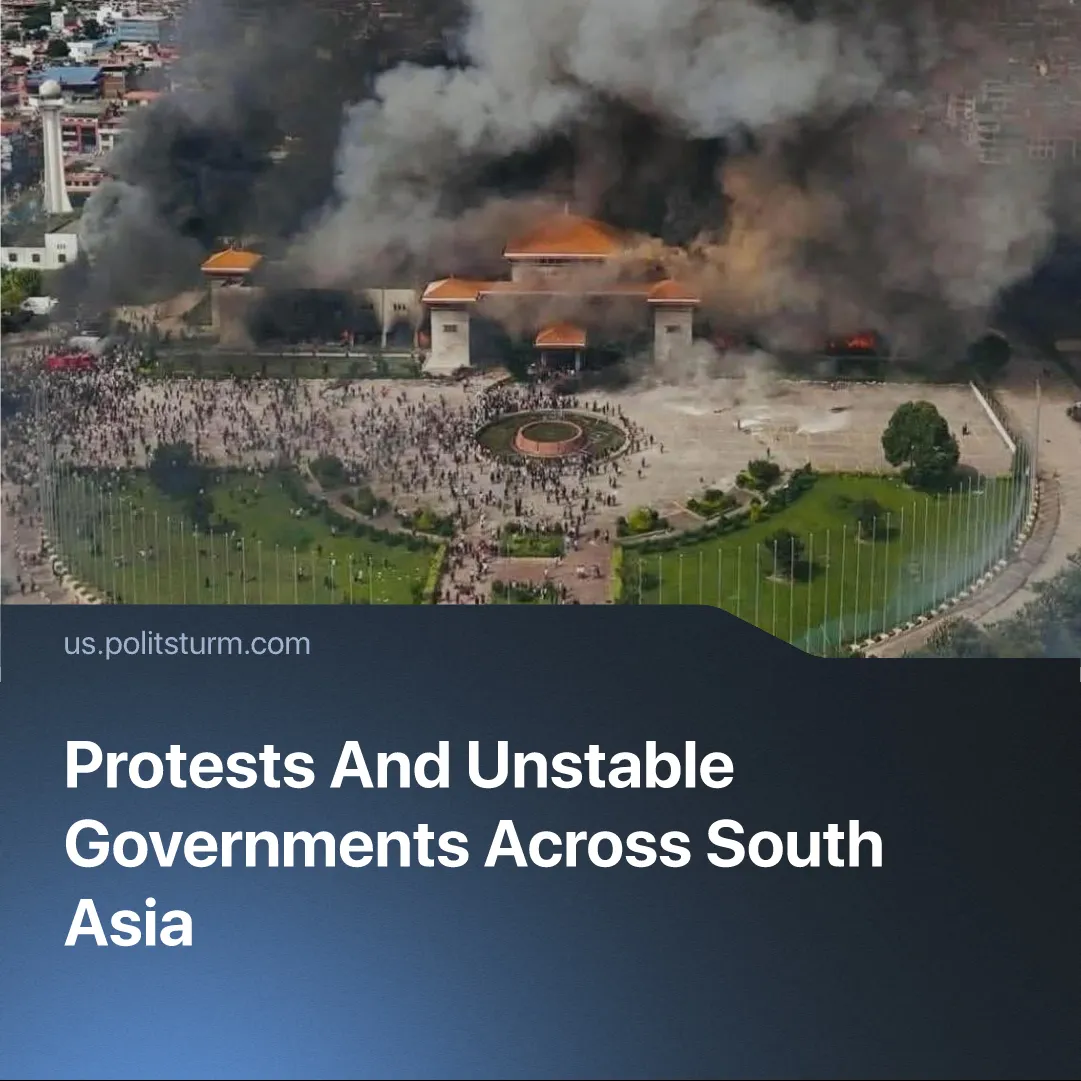 us.politsturm.com
Protests And Unstable
Governments Across South
Asia